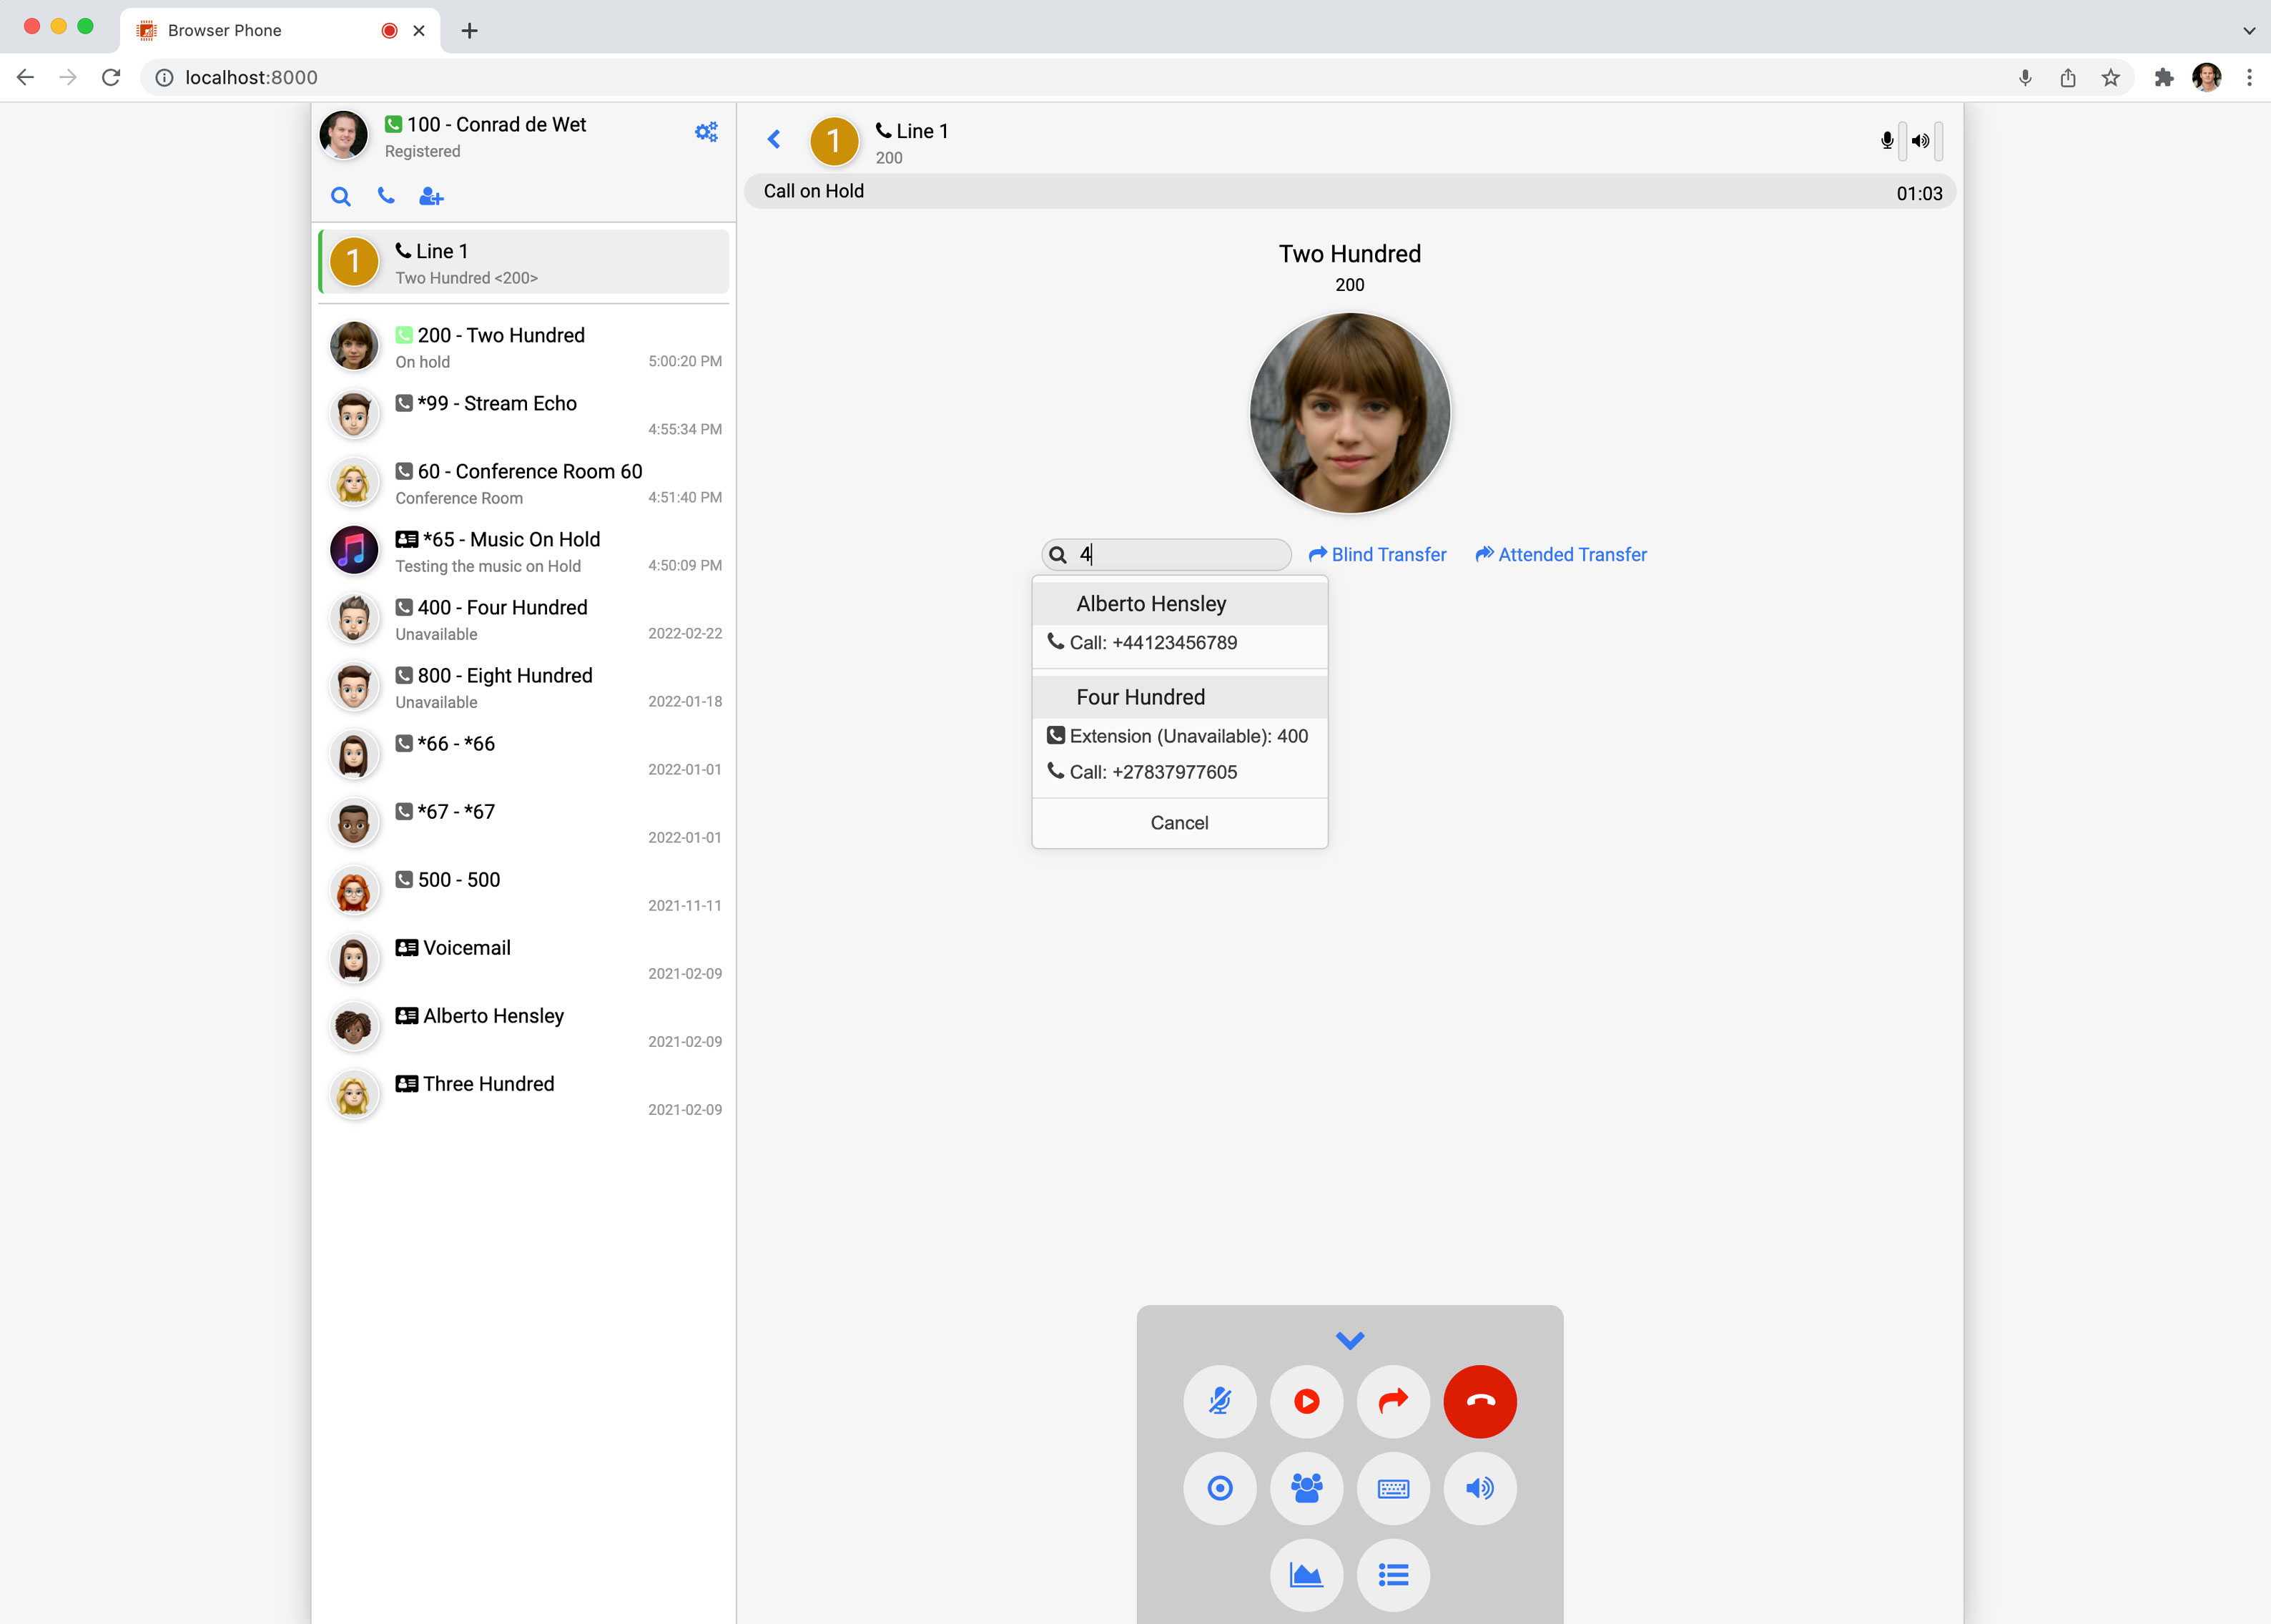 Browser Phone
localhost:8000
100 - Conrad de Wet
Registered
1
Line 1
Two Hundred <200>
200 - Two Hundred
On hold
5:00:20 PM
*99 - Stream Echo
4:55:34 PM
60 - Conference Room 60
Conference Room
4:51:40 PM
*65 - Music On Hold
Testing the music on Hold
4:50:09 PM
400 - Four Hundred
Unavailable
2022-02-22
800 - Eight Hundred
Unavailable
2022-01-18
*66 - *66
2022-01-01
*67 - *67
2022-01-01
500 - 500
2021-11-11
Voicemail
2021-02-09
Alberto Hensley
2021-02-09
Three Hundred
2021-02-09
1
Line 1
200
Call on Hold
01:03
Two Hundred
200
4
Blind Transfer
Attended Transfer
Alberto Hensley
Call: +44123456789
Four Hundred
Extension (Unavailable): 400
Call: +27837977605
Cancel